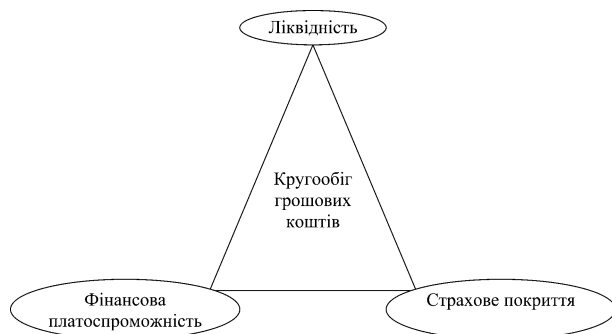 Ліквідність
Кругообіг
грошових
коштів
Фінансова
платоспроможність
Страхове покриття